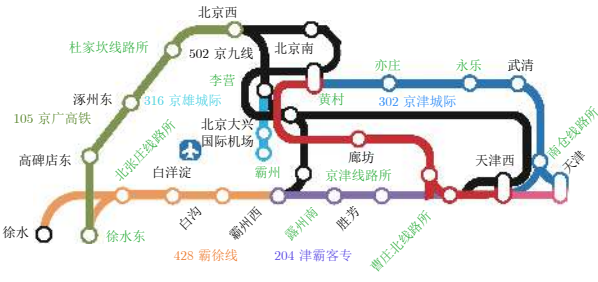 北京西
杜家坎线路所
502 京九线
北京南
李营
亦庄
永乐
武清
涿州东
316 京雄城际
黄村
302 京津城际
105 京广高铁
北京大兴
国际机场
南仓线路所
高碑店东
北张庄线路所
白洋淀
霸州
廊坊
京津线路所
天津西
天津
徐水
徐水东
白沟
霸州西
露州南
胜芳
曹庄北线路所
428 霸徐线
204 津霸客专